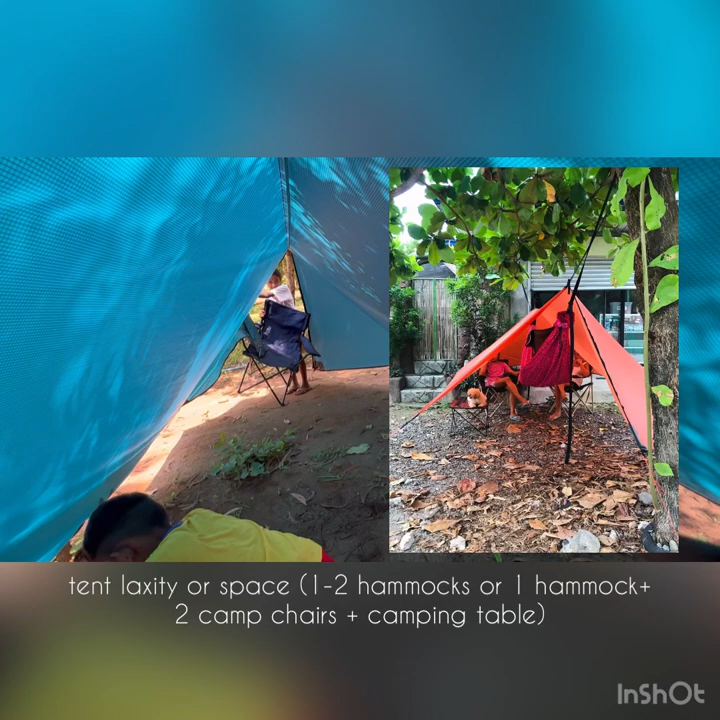 tent laxity or space (1-2 hammocks or 1 hammock+
2 camp chairs + camping table)
InShOt